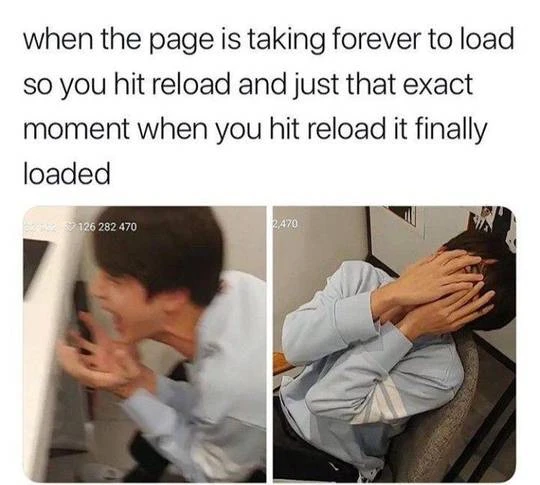 when the page is taking forever to load
so you hit reload and just that exact
moment when you hit reload it finally
loaded
126 282 470
2,470